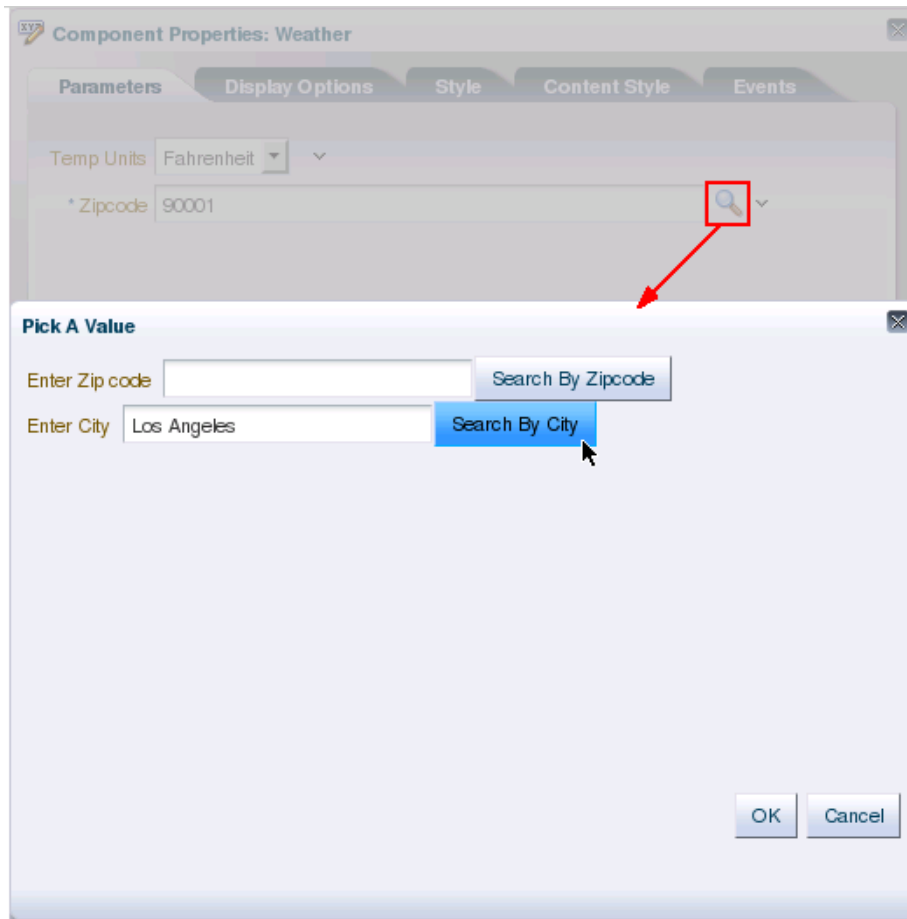 Component Properties: Weather
Parameters Display Options Style Content Style Events
Temp Units Fahrenheit
* Zipcode 90001
Pick A Value
Enter Zip code Search By Zipcode
Enter City Los Angeles Search By City
OK Cancel